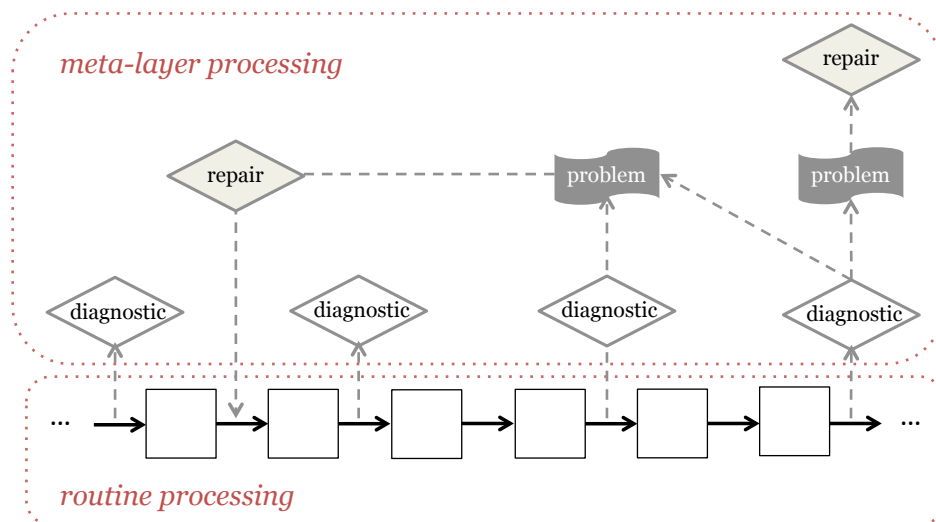 meta-layer processing
repair
repair
problem
problem
diagnostic
diagnostic
diagnostic
diagnostic
...
...
routine processing